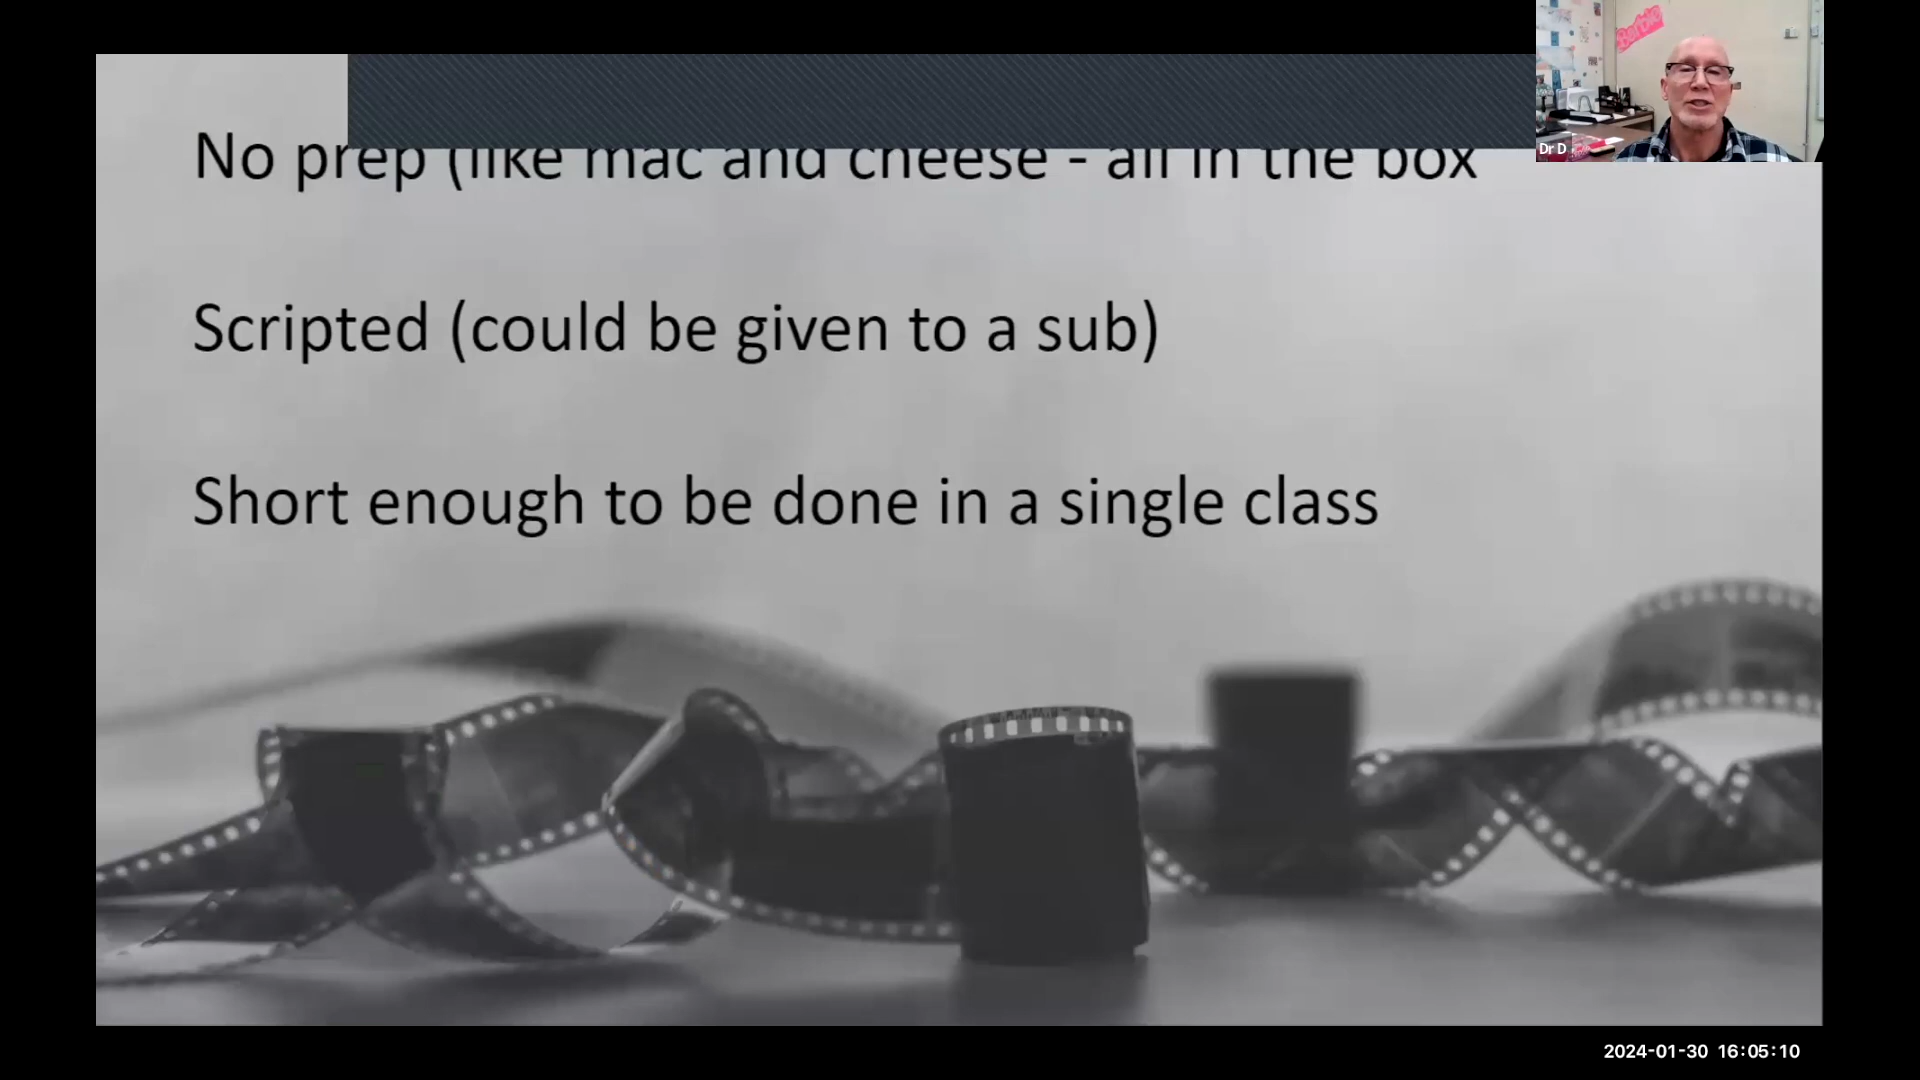 Barbie
Dr D
No prep (like mac and cheese - all in the box
Scripted (could be given to a sub)
Short enough to be done in a single class
2024-01-30 16:05:10